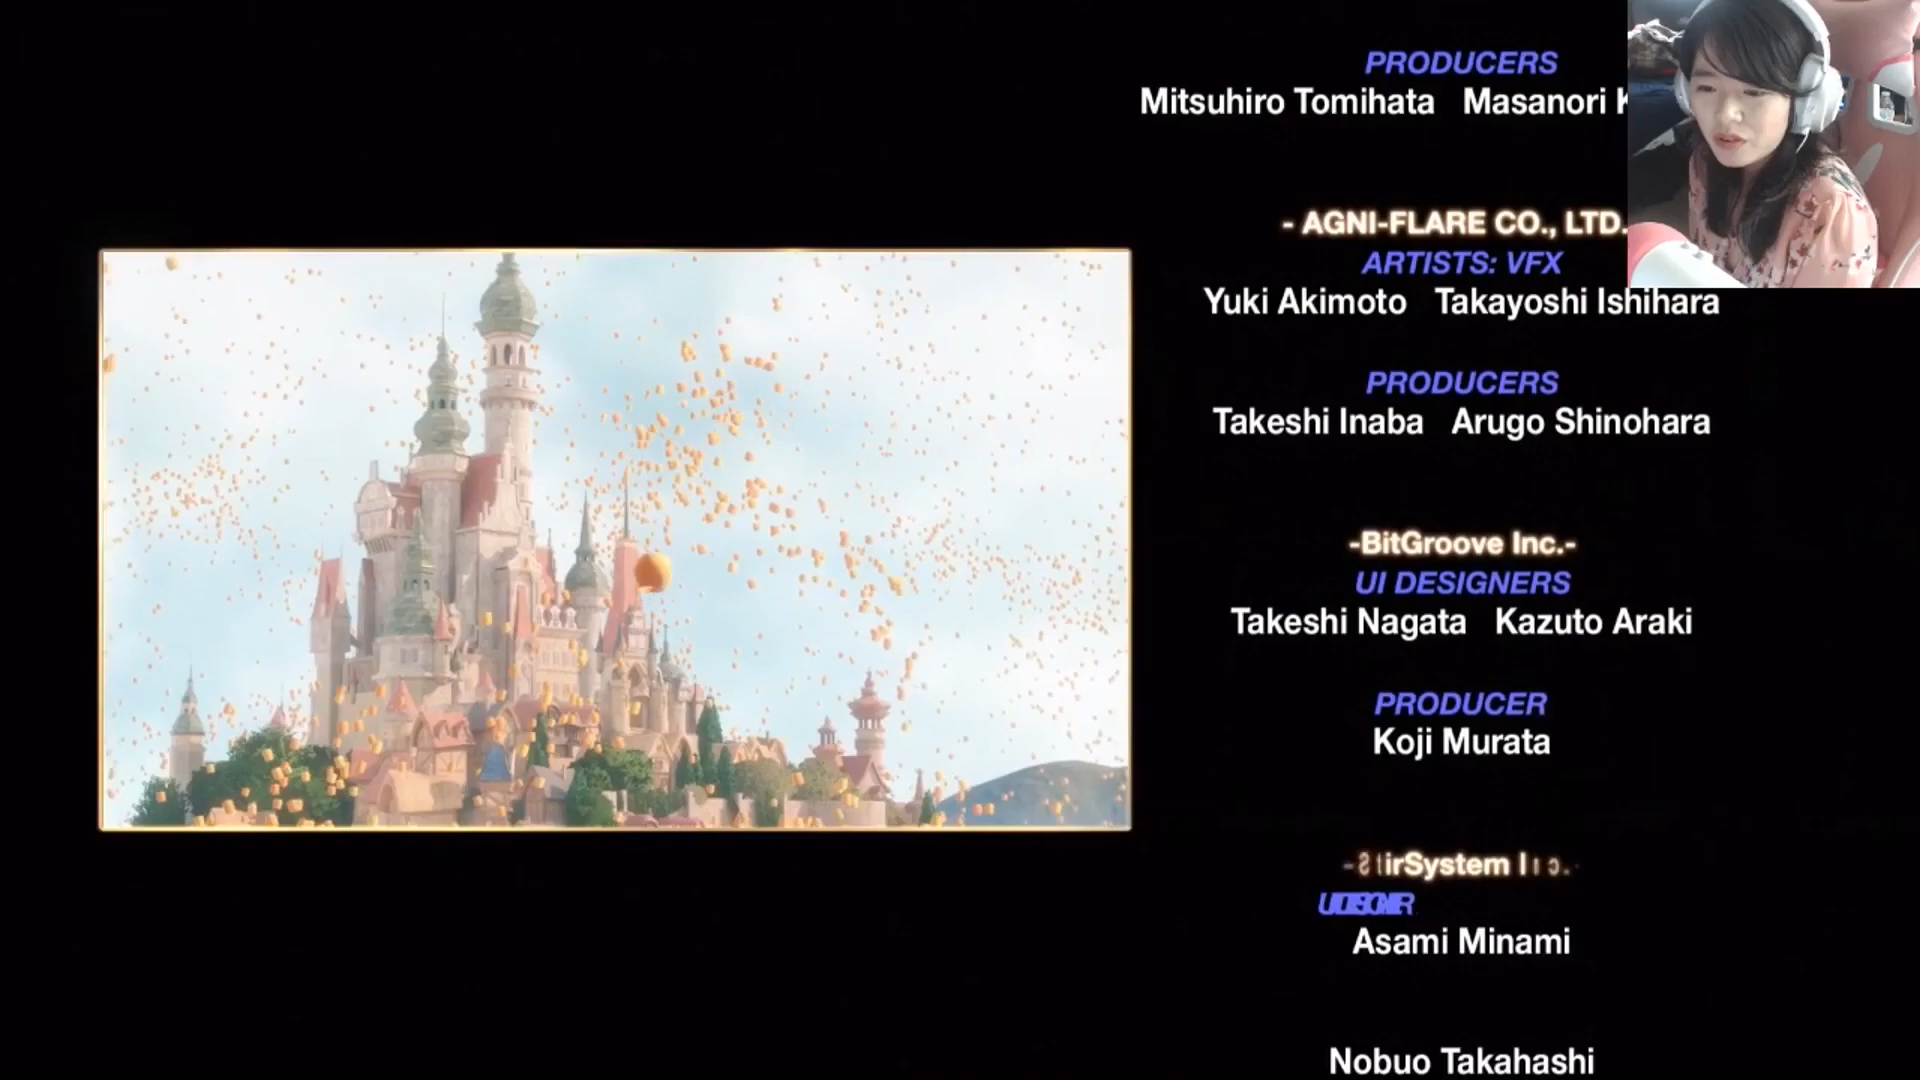 PRODUCERS
Mitsuhiro Tomihata Masanori
- AGNI-FLARE CO., LTD.
ARTISTS: VFX
Yuki Akimoto Takayoshi Ishihara
PRODUCERS
Takeshi Inaba Arugo Shinohara
-BitGroove Inc.-
UI DESIGNERS
Takeshi Nagata Kazuto Araki
PRODUCER
Koji Murata
Asami Minami
Nobuo Takahashi